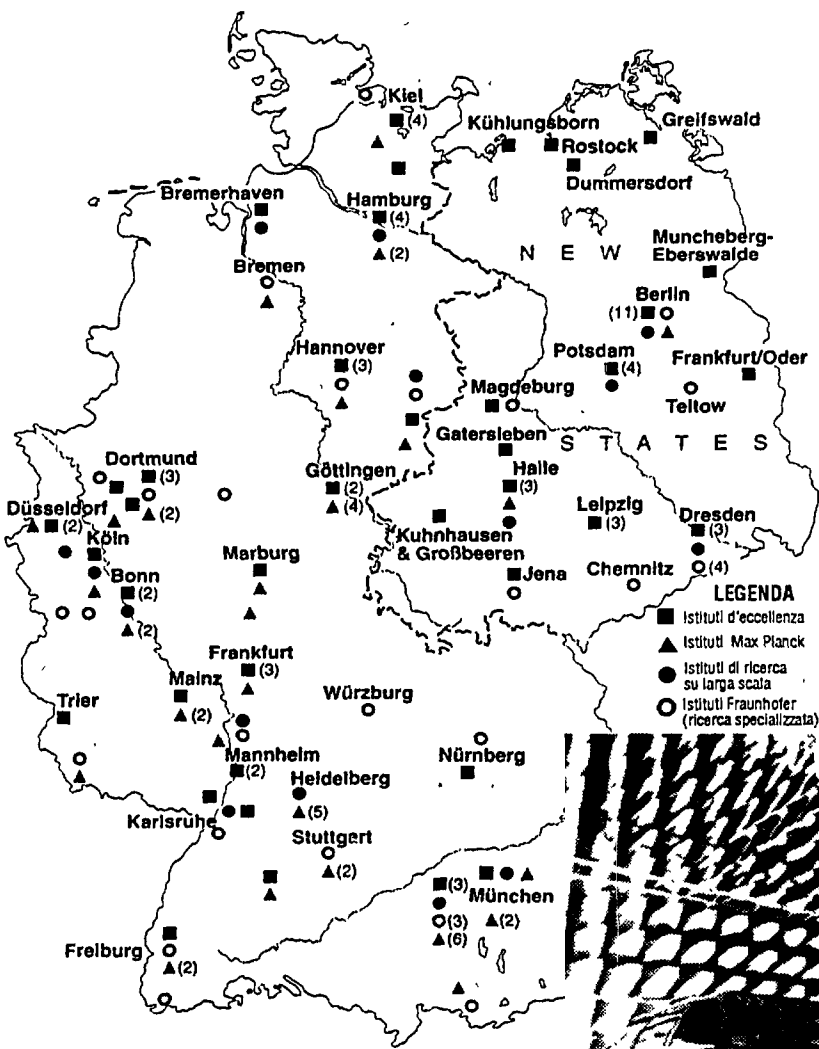 Kiel
(4)
Kühlungsborn
Greifswald
Rostock
Dummersdorf
Bremerhaven
Hamburg
(4)
(2)
N E W
Muncheberg-
Eberswalde
Bremen
Berlin
(11)
Hannover
(3)
Potsdam
(4)
Frankfurt/Oder
Teltow
Magdeburg
Gatersleben
S T A T E S
Dortmund
(3)
(2)
Göttingen
(2)
(4)
Halle
(3)
Leipzig
(3)
Dresden
(3)
(4)
Düsseldorf
(2)
Köln
Kuhnhausen
& Großbeeren
Bonn
(2)
(2)
Marburg
Jena
Chemnitz
LEGENDA
Istituti d'eccellenza
Istituti Max Planck
Istituti di ricerca
su larga scala
Istituti Fraunhofer
(ricerca specializzata)
Frankfurt
(3)
Mainz
(2)
Trier
Würzburg
Mannheim
(2)
Nürnberg
Heidelberg
(5)
Karlsruhe
Stuttgart
(2)
München
(3)
(3)
(2)
(6)
Freiburg
(2)